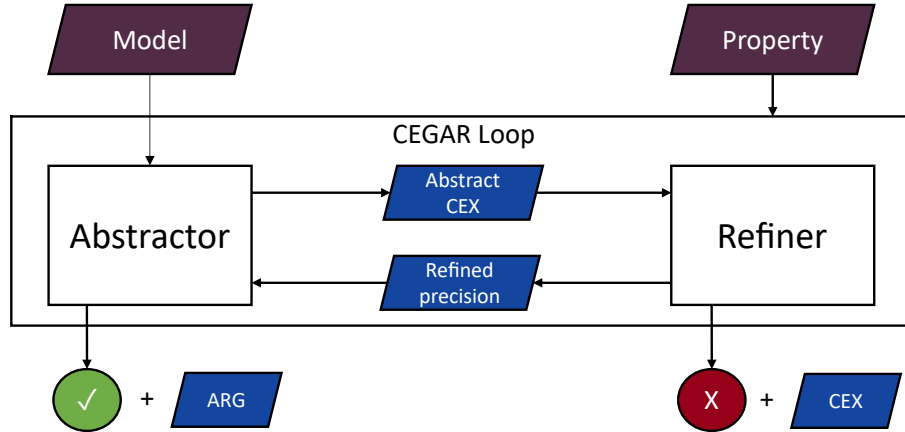 Model
Property
CEGAR Loop
Abstractor
Abstract
CEX
Refiner
Refined
precision
✓ + ARG
X + CEX